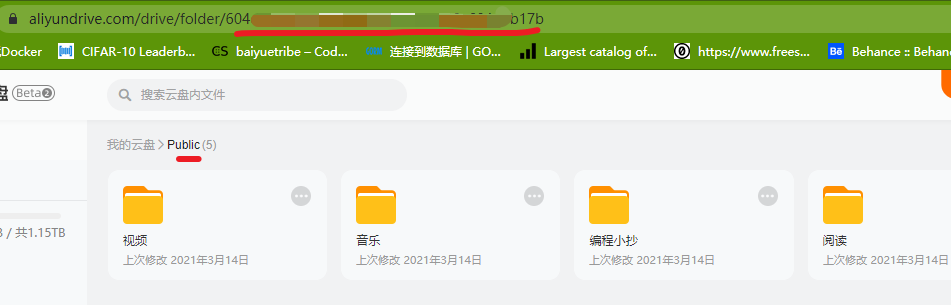 aliyundrive.com/drive/folder/604 b17b
Docker CIFAR-10 Leaderb... baiyuetribe – Cod... 连接到数据库 | GO... Largest catalog of... https://www.frees... Behance :: Behanc
盘 Beta2 搜索云盘内文件
我的云盘 > Public (5)
视频 音乐 编程小抄 阅读
上次修改 2021年3月14日 上次修改 2021年3月14日 上次修改 2021年3月14日 上次修改 2021年3月14日
/ 共1.15TB